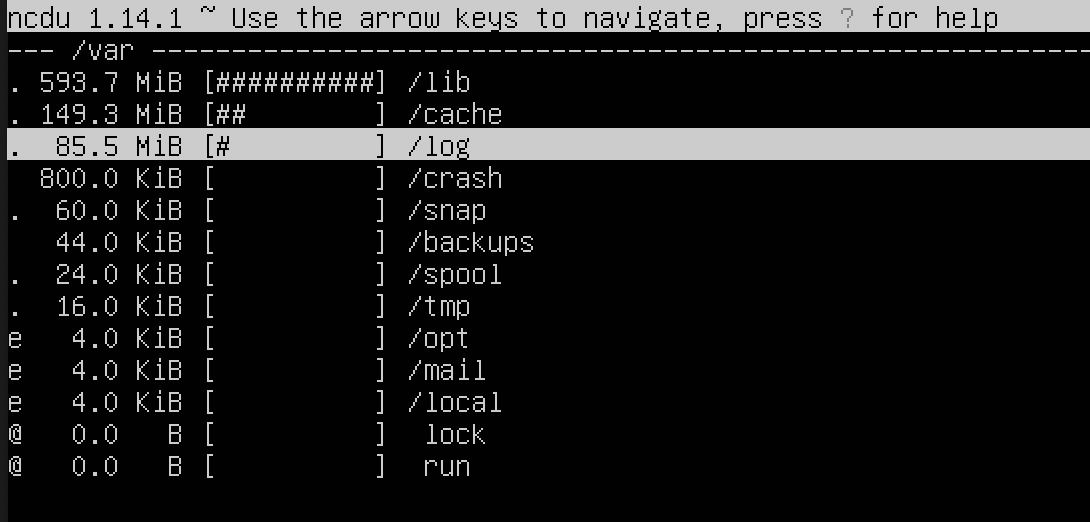 ncdu 1.14.1 ~ Use the arrow keys to navigate, press ? for help
--- /var -----------------------------------------------------------
. 593.7 MiB [##########] /lib
. 149.3 MiB [##        ] /cache
.  85.5 MiB [#         ] /log
  800.0 KiB [          ] /crash
.  60.0 KiB [          ] /snap
   44.0 KiB [          ] /backups
.  24.0 KiB [          ] /spool
.  16.0 KiB [          ] /tmp
e   4.0 KiB [          ] /opt
e   4.0 KiB [          ] /mail
e   4.0 KiB [          ] /local
@   0.0   B [          ]  lock
@   0.0   B [          ]  run